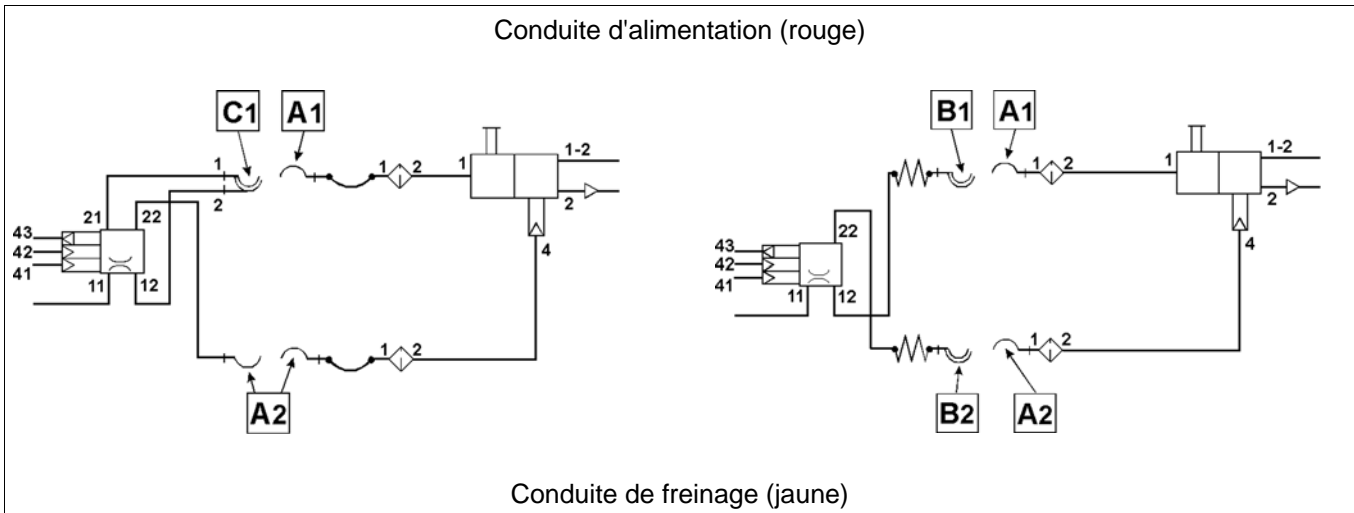 Conduite d'alimentation (rouge)
C1 A1 B1 A1
1 1 2 1 1-2 1 2 1 1-2
2 2 2
21 22 4 22 4
43 43
42 42
41 41
11 12 11 12
1 2 1 2
A2 B2 A2
Conduite de freinage (jaune)